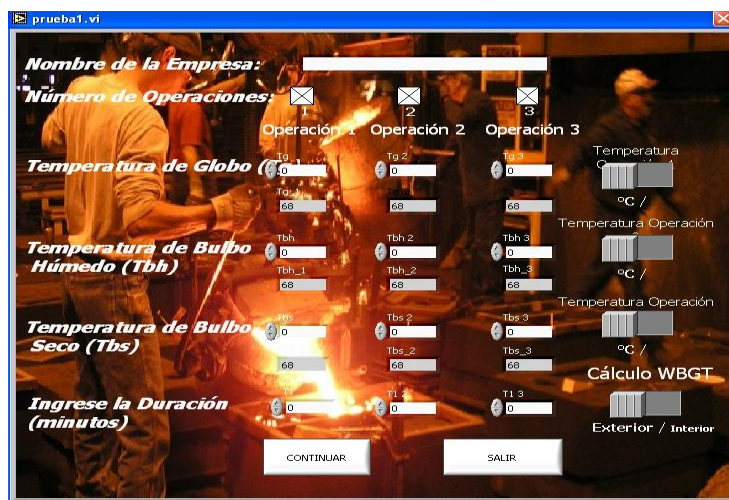 prueba1.vi
Nombre de la Empresa:
Número de Operaciones:
1 2 3
Operación 1 Operación 2 Operación 3
Temperatura
Temperatura de Globo
Tg Tg 2 Tg 3
0 0 0
ºC /
68 68 68
Temperatura Operación
Temperatura de Bulbo
Húmedo (Tbh)
Tbh Tbh 2 Tbh 3
0 0 0
Tbh_1 Tbh_2 Tbh_3
ºC /
68 68 68
Temperatura Operación
Temperatura de Bulbo
Seco (Tbs)
Tbs Tbs 2 Tbs 3
0 0 0
Tbs_2 Tbs_3
ºC /
68 68 68
Cálculo WBGT
Ingrese la Duración
(minutos)
T1 T1 2 T1 3
0 0 0
Exterior / Interior
CONTINUAR SALIR